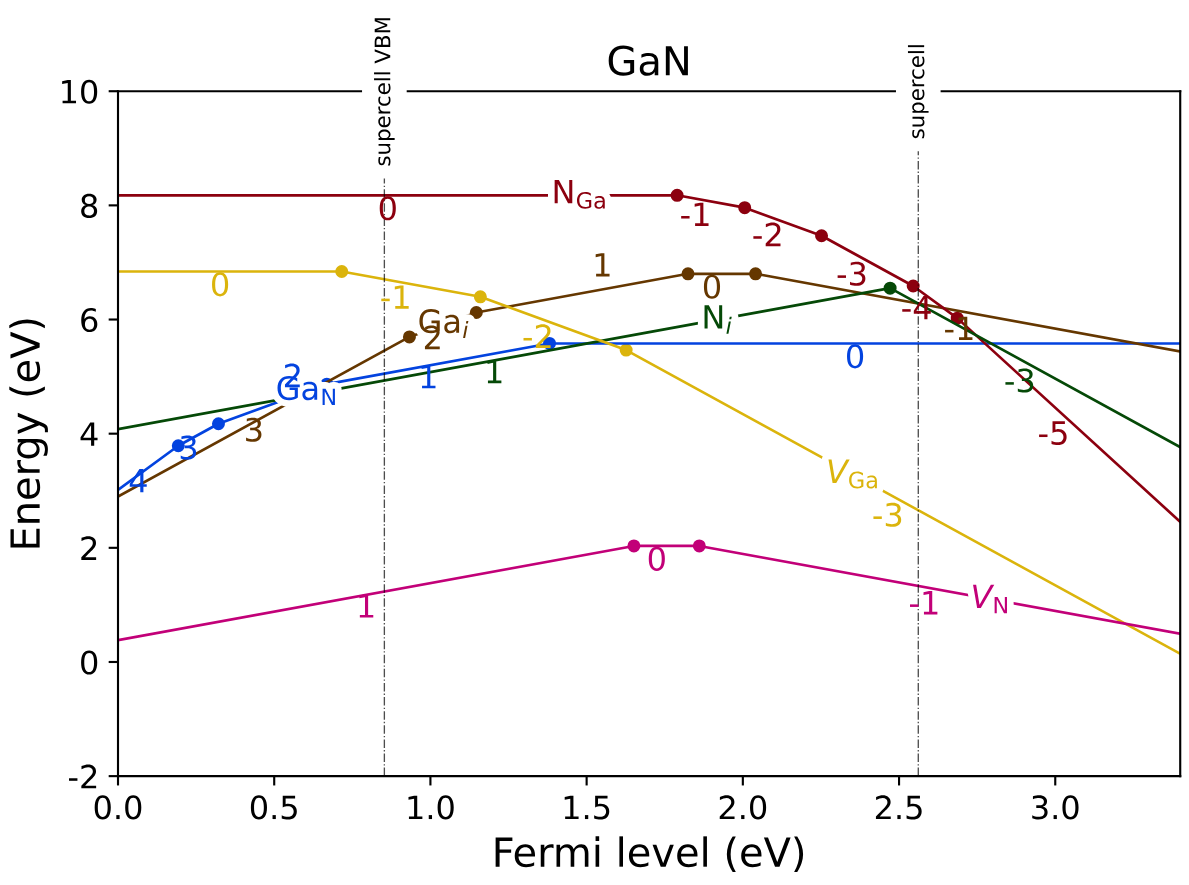 supercell VBM
supercell
GaN
10
8
6
4
2
0
-2
Energy (eV)
N_Ga
0
-1
-2
-3
-4
-5
0
-1
-2
V_Ga
-3
1
0
-1
Ga_i
2
3
N_i
1
-3
Ga_N
2
1
0
3
4
1
0
-1
V_N
0.0 0.5 1.0 1.5 2.0 2.5 3.0
Fermi level (eV)